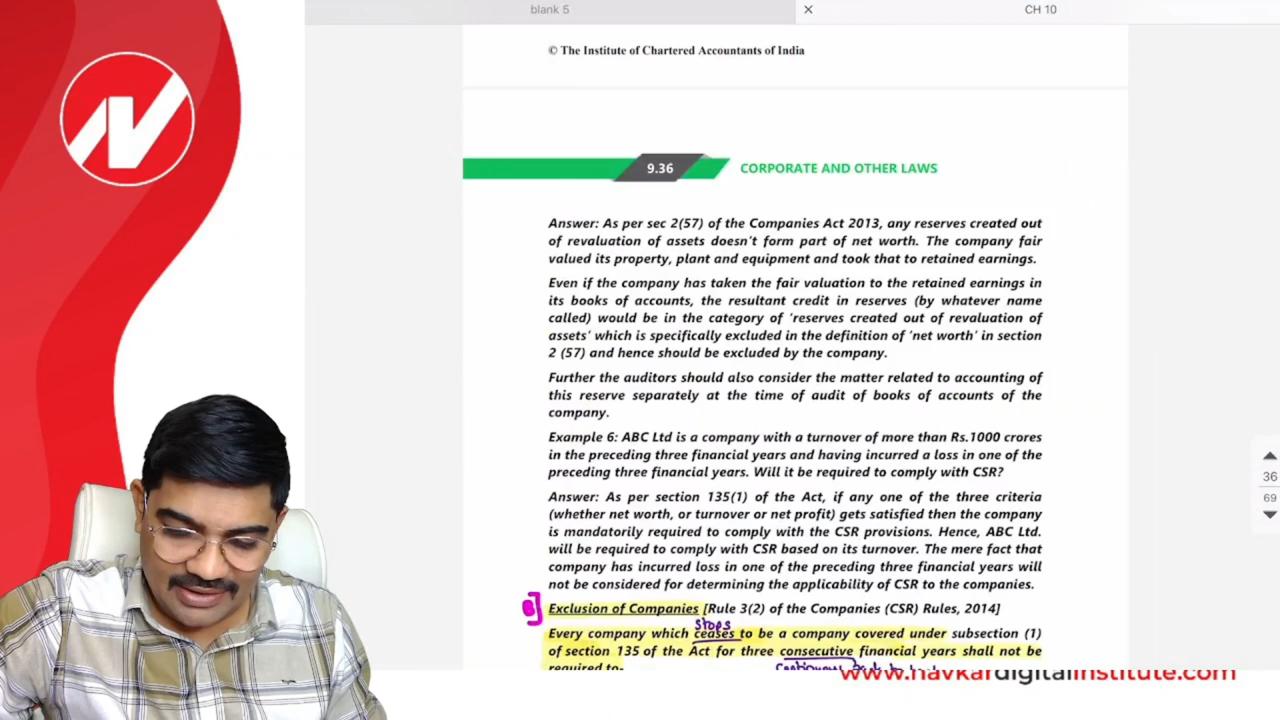 blank 5
CH 10
© The Institute of Chartered Accountants of India
9.36
CORPORATE AND OTHER LAWS
Answer: As per sec 2(57) of the Companies Act 2013, any reserves created out
of revaluation of assets doesn't form part of net worth. The company fair
valued its property, plant and equipment and took that to retained earnings.
Even if the company has taken the fair valuation to the retained earnings in
its books of accounts, the resultant credit in reserves (by whatever name
called) would be in the category of 'reserves created out of revaluation of
assets' which is specifically excluded in the definition of 'net worth' in section
2 (57) and hence should be excluded by the company.
Further the auditors should also consider the matter related to accounting of
this reserve separately at the time of audit of books of accounts of the
company.
Example 6: ABC Ltd is a company with a turnover of more than Rs.1000 crores
in the preceding three financial years and having incurred a loss in one of the
preceding three financial years. Will it be required to comply with CSR?
Answer: As per section 135(1) of the Act, if any one of the three criteria
(whether net worth, or turnover or net profit) gets satisfied then the company
is mandatorily required to comply with the CSR provisions. Hence, ABC Ltd.
will be required to comply with CSR based on its turnover. The mere fact that
company has incurred loss in one of the preceding three financial years will
not be considered for determining the applicability of CSR to the companies.
Exclusion of Companies [Rule 3(2) of the Companies (CSR) Rules, 2014]
stops
Every company which ceases to be a company covered under subsection (1)
of section 135 of the Act for three consecutive financial years shall not be
required to-
36
69
www.navkardigitalinstitute.com